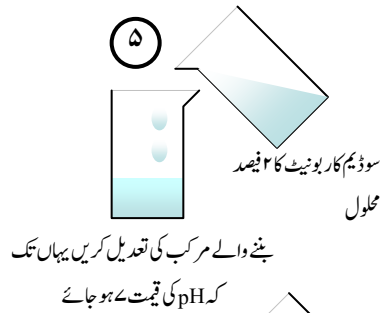 ۵
سوڈیم کاربونیٹ کا ۲ فیصد
محلول
بننے والے مرکب کی تعدیل کریں یہاں تک
کہ pH کی قیمت ۷ ہو جائے